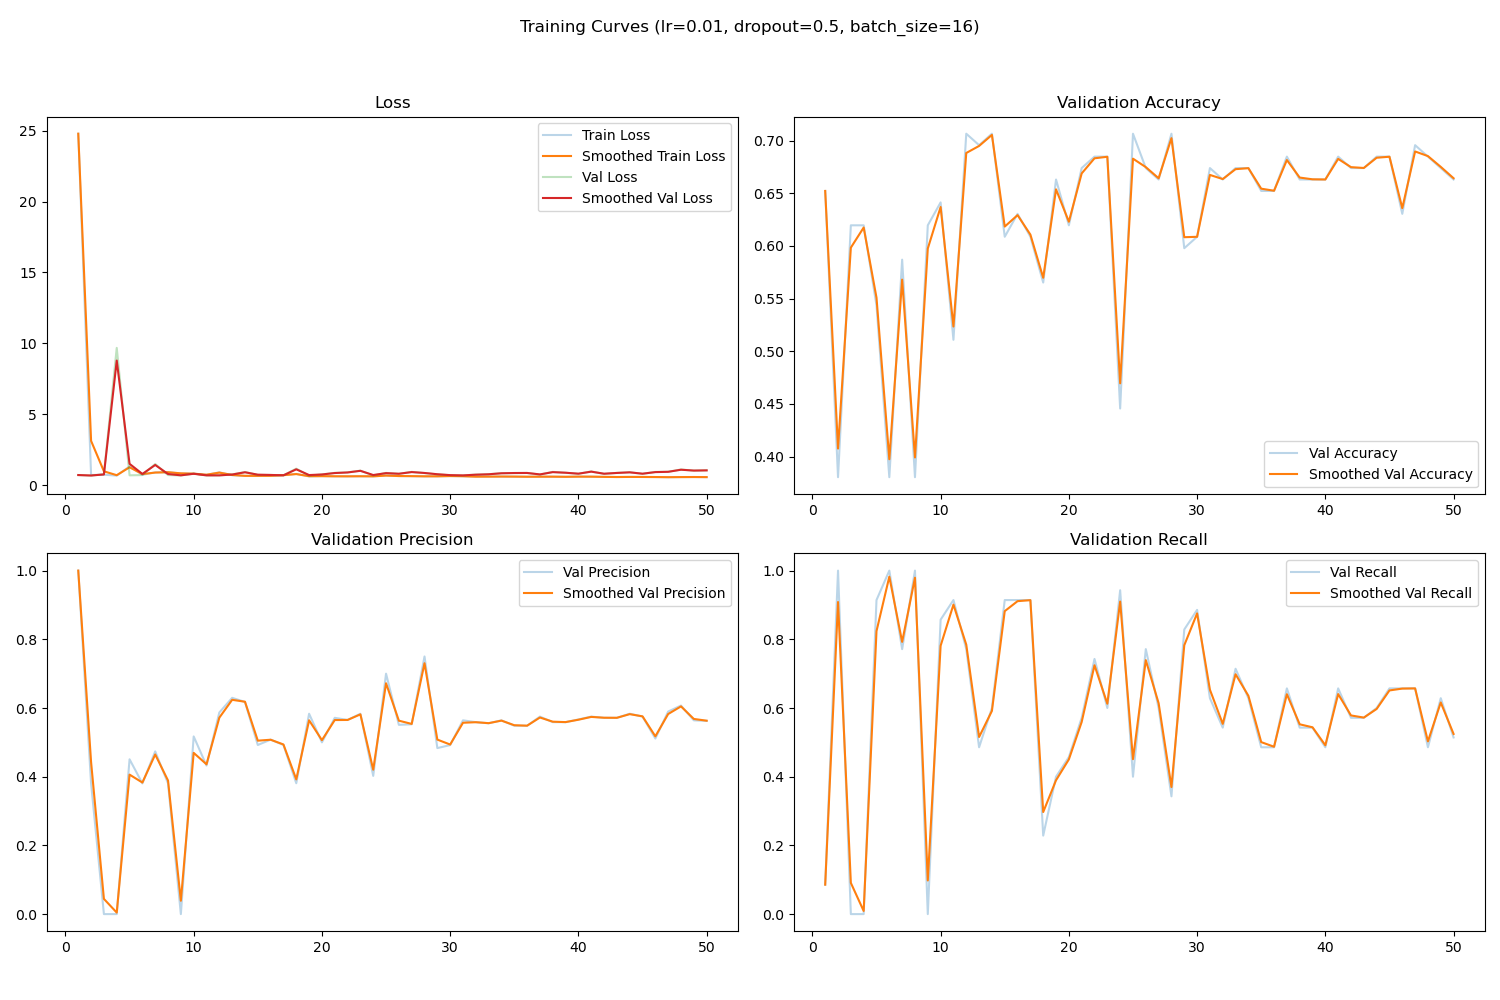 Training Curves (lr=0.01, dropout=0.5, batch_size=16)
Loss
25
20
15
10
5
0
0 10 20 30 40 50
Train Loss
Smoothed Train Loss
Val Loss
Smoothed Val Loss
Validation Accuracy
0.70
0.65
0.60
0.55
0.50
0.45
0.40
0 10 20 30 40 50
Val Accuracy
Smoothed Val Accuracy
Validation Precision
1.0
0.8
0.6
0.4
0.2
0.0
0 10 20 30 40 50
Val Precision
Smoothed Val Precision
Validation Recall
1.0
0.8
0.6
0.4
0.2
0.0
0 10 20 30 40 50
Val Recall
Smoothed Val Recall